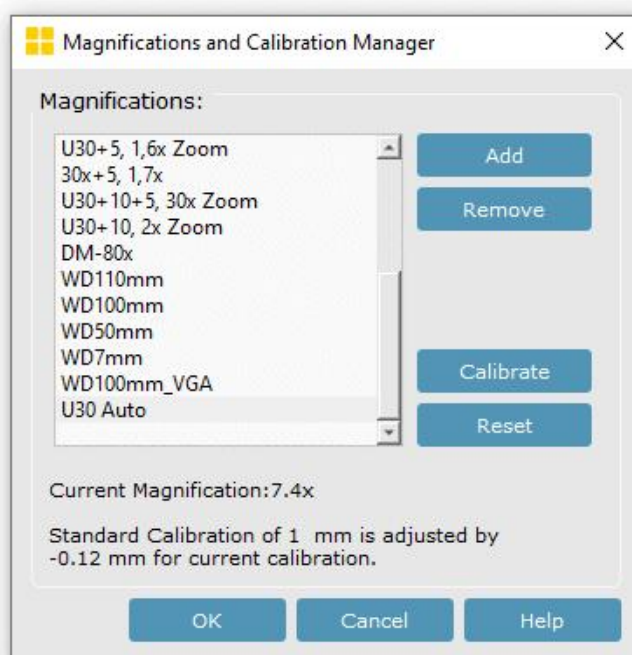 Magnifications and Calibration Manager
Magnifications:
U30+5, 1,6x Zoom
30x+5, 1,7x
U30+10+5, 30x Zoom
U30+10, 2x Zoom
DM-80x
WD110mm
WD100mm
WD50mm
WD7mm
WD100mm_VGA
U30 Auto
Add
Remove
Calibrate
Reset
Current Magnification:7.4x
Standard Calibration of 1 mm is adjusted by
-0.12 mm for current calibration.
OK
Cancel
Help